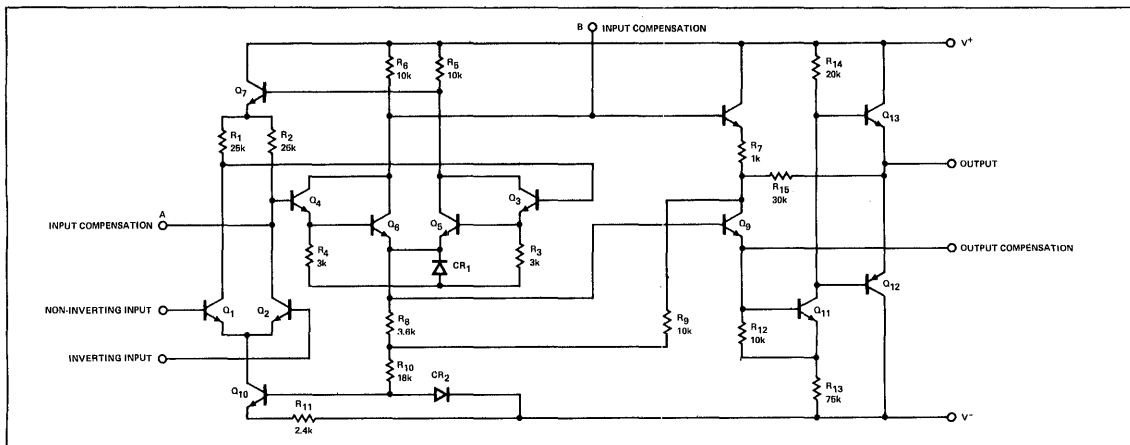 B INPUT COMPENSATION
V+
R6
10k
R5
10k
R14
20k
Q7
Q13
R1
25k
R2
25k
R7
1k
OUTPUT
R15
30k
Q4
Q3
A
INPUT COMPENSATION
Q6
Q5
Q9
OUTPUT COMPENSATION
R4
3k
R3
3k
CR1
NON-INVERTING INPUT
Q1
Q2
R8
3.6k
R9
10k
R12
10k
Q11
Q12
INVERTING INPUT
R10
18k
CR2
Q10
R13
75k
R11
2.4k
V-